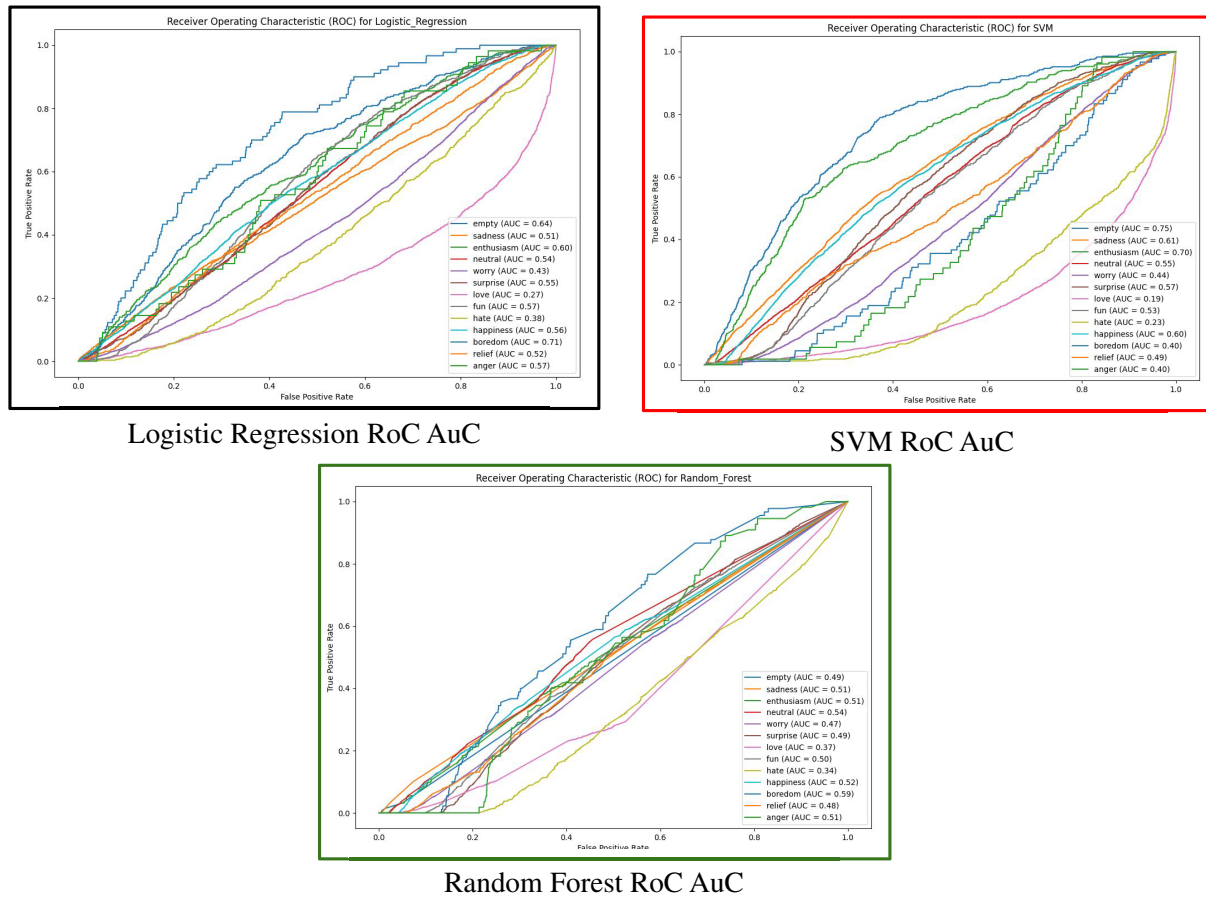 Receiver Operating Characteristic (ROC) for Logistic_Regression
1.0
0.8
0.6
0.4
0.2
0.0
True Positive Rate
empty (AUC = 0.64)
sadness (AUC = 0.51)
enthusiasm (AUC = 0.60)
neutral (AUC = 0.54)
worry (AUC = 0.43)
surprise (AUC = 0.55)
love (AUC = 0.27)
fun (AUC = 0.57)
hate (AUC = 0.38)
happiness (AUC = 0.56)
boredom (AUC = 0.71)
relief (AUC = 0.52)
anger (AUC = 0.57)
0.0 0.2 0.4 0.6 0.8 1.0
False Positive Rate
Logistic Regression RoC AuC
Receiver Operating Characteristic (ROC) for SVM
1.0
0.8
0.6
0.4
0.2
0.0
True Positive Rate
empty (AUC = 0.75)
sadness (AUC = 0.61)
enthusiasm (AUC = 0.70)
neutral (AUC = 0.55)
worry (AUC = 0.44)
surprise (AUC = 0.57)
love (AUC = 0.19)
fun (AUC = 0.53)
hate (AUC = 0.23)
happiness (AUC = 0.60)
boredom (AUC = 0.40)
relief (AUC = 0.49)
anger (AUC = 0.40)
0.0 0.2 0.4 0.6 0.8 1.0
False Positive Rate
SVM RoC AuC
Receiver Operating Characteristic (ROC) for Random_Forest
1.0
0.8
0.6
0.4
0.2
0.0
True Positive Rate
empty (AUC = 0.49)
sadness (AUC = 0.51)
enthusiasm (AUC = 0.51)
neutral (AUC = 0.54)
worry (AUC = 0.47)
surprise (AUC = 0.49)
love (AUC = 0.37)
fun (AUC = 0.50)
hate (AUC = 0.34)
happiness (AUC = 0.52)
boredom (AUC = 0.59)
relief (AUC = 0.48)
anger (AUC = 0.51)
0.0 0.2 0.4 0.6 0.8 1.0
False Positive Rate
Random Forest RoC AuC